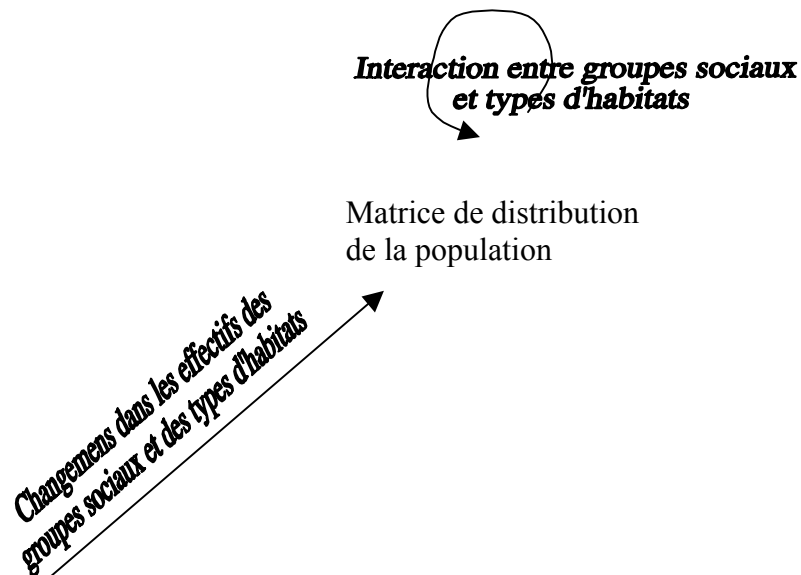 Interaction entre groupes sociaux
et types d'habitats
Matrice de distribution
de la population
Changemens dans les effectifs des
groupes sociaux et des types d'habitats